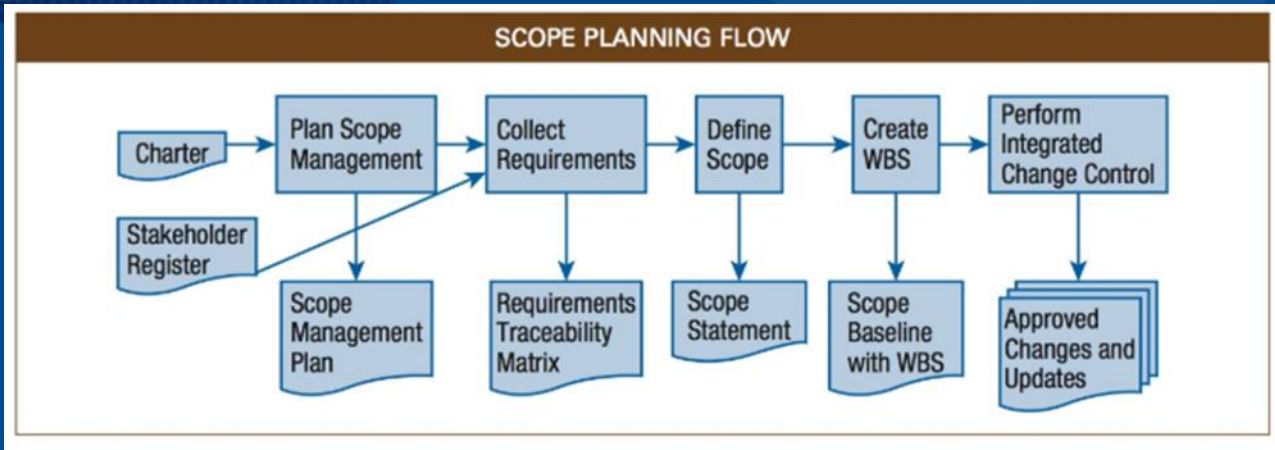 SCOPE PLANNING FLOW
Charter
Plan Scope
Management
Collect
Requirements
Define
Scope
Create
WBS
Perform
Integrated
Change Control
Stakeholder
Register
Scope
Management
Plan
Requirements
Traceability
Matrix
Scope
Statement
Scope
Baseline
with WBS
Approved
Changes and
Updates